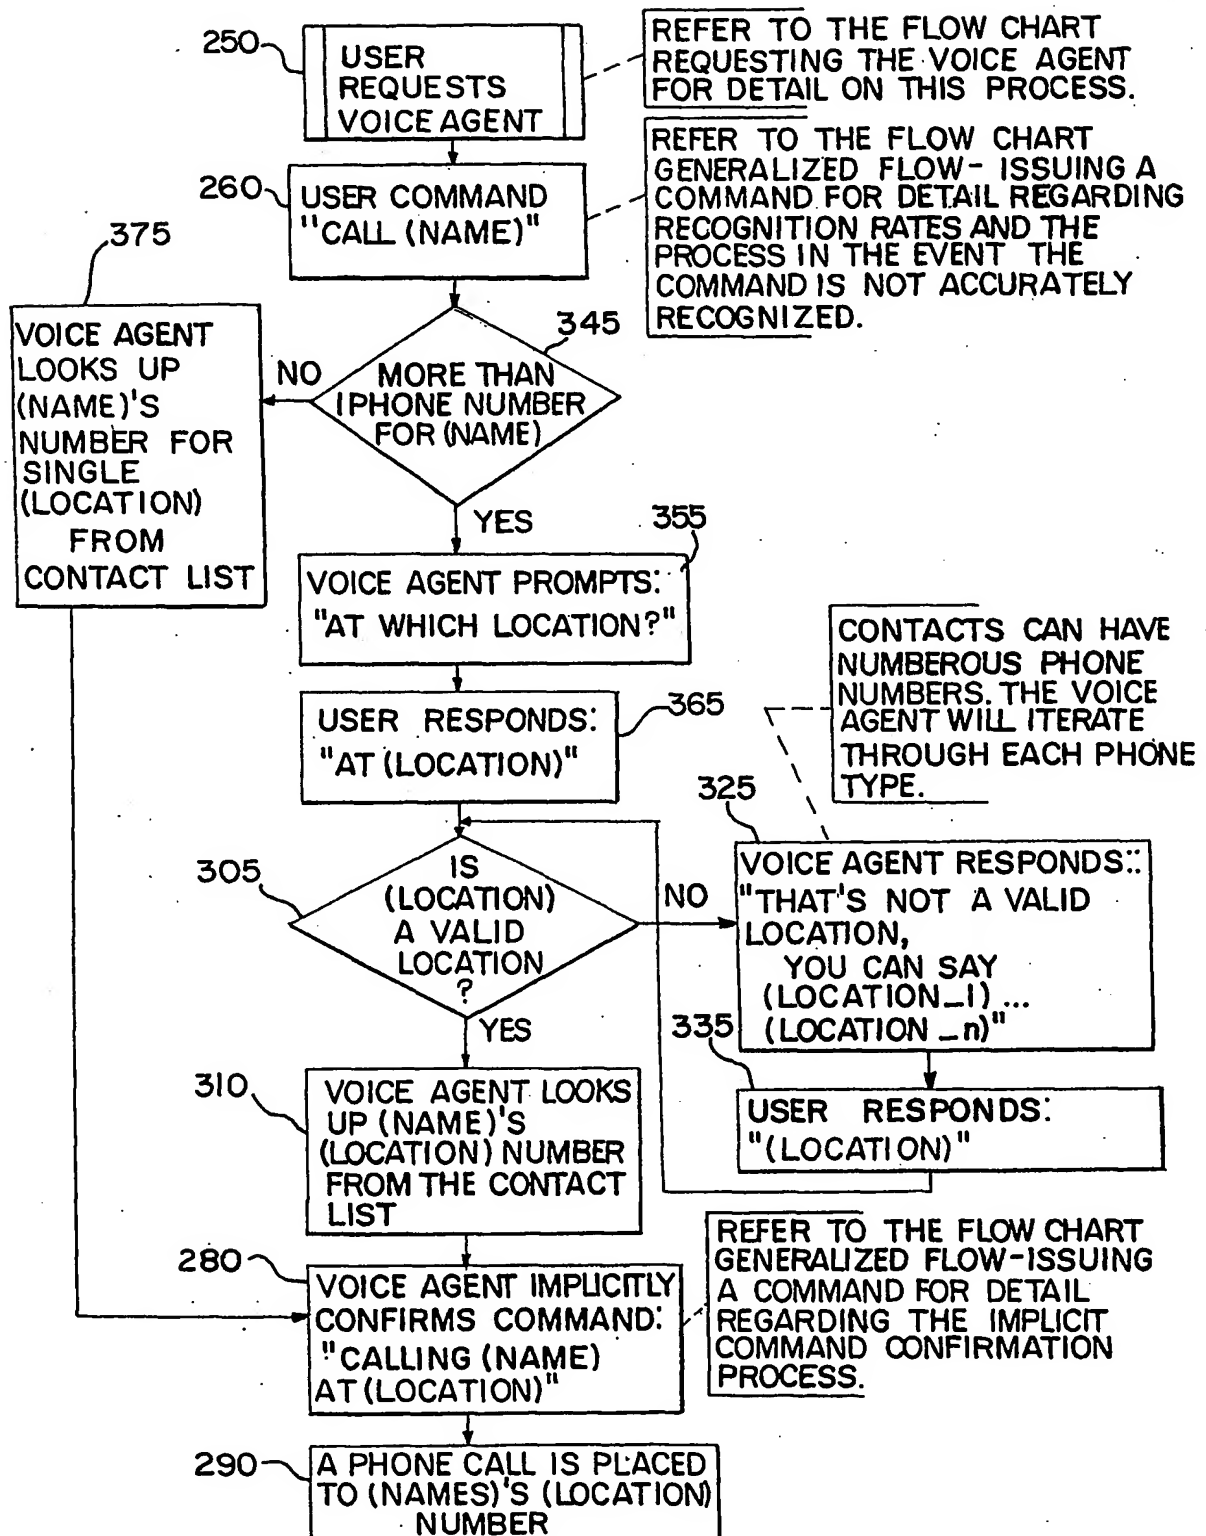 250
USER
REQUESTS
VOICE AGENT
REFER TO THE FLOW CHART
REQUESTING THE VOICE AGENT
FOR DETAIL ON THIS PROCESS.
260
USER COMMAND
"CALL (NAME)"
REFER TO THE FLOW CHART
GENERALIZED FLOW- ISSUING A
COMMAND FOR DETAIL REGARDING
RECOGNITION RATES AND THE
PROCESS IN THE EVENT THE
COMMAND IS NOT ACCURATELY
RECOGNIZED.
375
VOICE AGENT
LOOKS UP
(NAME)'S
NUMBER FOR
SINGLE
(LOCATION)
FROM
CONTACT LIST
NO
345
MORE THAN
1 PHONE NUMBER
FOR (NAME)
YES
355
VOICE AGENT PROMPTS:
"AT WHICH LOCATION?"
365
USER RESPONDS:
"AT (LOCATION)"
CONTACTS CAN HAVE
NUMBEROUS PHONE
NUMBERS. THE VOICE
AGENT WILL ITERATE
THROUGH EACH PHONE
TYPE.
305
IS
(LOCATION)
A VALID
LOCATION
?
NO
YES
325
VOICE AGENT RESPONDS:
"THAT'S NOT A VALID
LOCATION,
YOU CAN SAY
(LOCATION_1) ...
(LOCATION_n)"
335
USER RESPONDS:
"(LOCATION)"
310
VOICE AGENT LOOKS
UP (NAME)'S
(LOCATION) NUMBER
FROM THE CONTACT
LIST
280
VOICE AGENT IMPLICITLY
CONFIRMS COMMAND:
"CALLING (NAME)
AT (LOCATION)"
REFER TO THE FLOW CHART
GENERALIZED FLOW-ISSUING
A COMMAND FOR DETAIL
REGARDING THE IMPLICIT
COMMAND CONFIRMATION
PROCESS.
290
A PHONE CALL IS PLACED
TO (NAMES)'S (LOCATION)
NUMBER